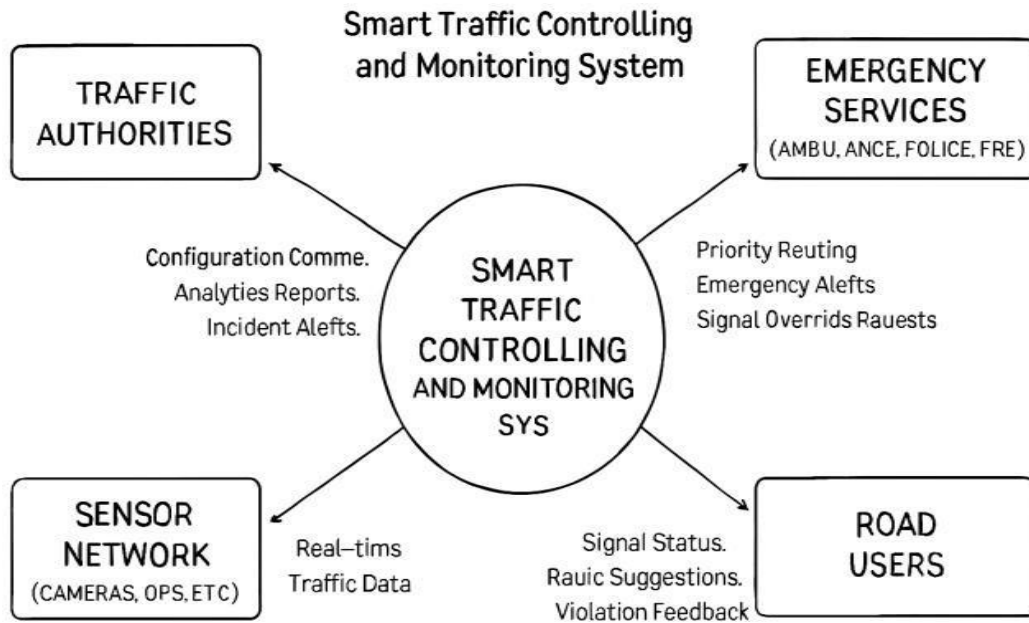 Smart Traffic Controlling
and Monitoring System
TRAFFIC
AUTHORITIES
EMERGENCY
SERVICES
(AMBU, ANCE, FOLICE, FRE)
Configuration Comme.
Analyties Reports.
Incident Alefts.
SMART
TRAFFIC
CONTROLLING
AND MONITORING
SYS
Priority Reuting
Emergency Alefts
Signal Overrids Rauests
SENSOR
NETWORK
(CAMERAS, OPS, ETC)
Real-tims
Traffic Data
Signal Status.
Rauic Suggestions.
Violation Feedback
ROAD
USERS